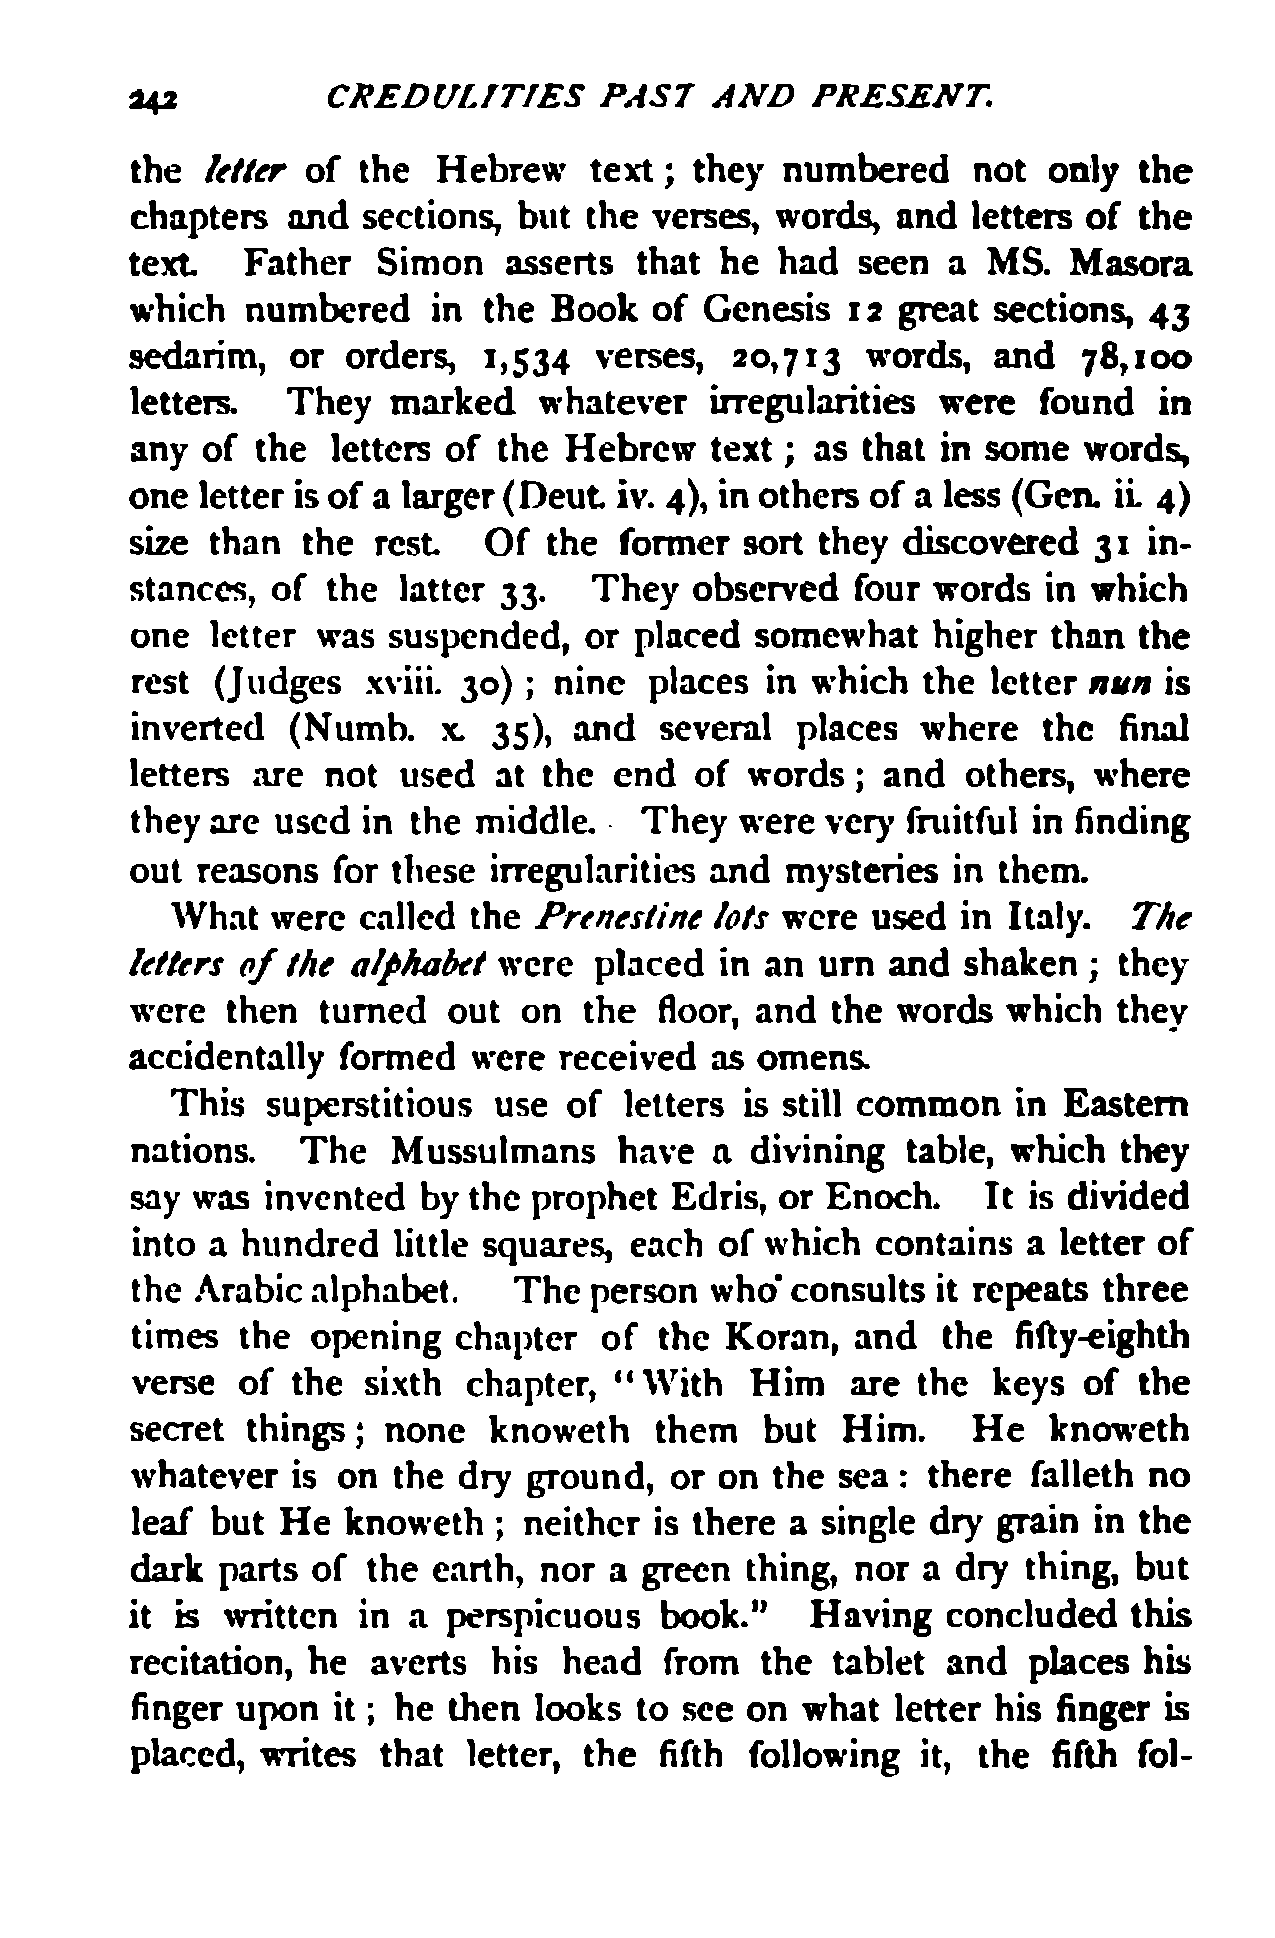 242 CREDULITIES PAST AND PRESENT.
the letter of the Hebrew text ; they numbered not only the
chapters and sections, but the verses, words, and letters of the
text. Father Simon asserts that he had seen a MS. Masora
which numbered in the Book of Genesis 12 great sections, 43
sedarim, or orders, 1,534 verses, 20,713 words, and 78,100
letters. They marked whatever irregularities were found in
any of the letters of the Hebrew text ; as that in some words,
one letter is of a larger (Deut. iv. 4), in others of a less (Gen. ii. 4)
size than the rest. Of the former sort they discovered 31 in-
stances, of the latter 33. They observed four words in which
one letter was suspended, or placed somewhat higher than the
rest (Judges xviii. 30) ; nine places in which the letter nun is
inverted (Numb. x. 35), and several places where the final
letters are not used at the end of words ; and others, where
they are used in the middle. They were very fruitful in finding
out reasons for these irregularities and mysteries in them.
What were called the Prenestine lots were used in Italy. The
letters of the alphabet were placed in an urn and shaken ; they
were then turned out on the floor, and the words which they
accidentally formed were received as omens.
This superstitious use of letters is still common in Eastern
nations. The Mussulmans have a divining table, which they
say was invented by the prophet Edris, or Enoch. It is divided
into a hundred little squares, each of which contains a letter of
the Arabic alphabet. The person who consults it repeats three
times the opening chapter of the Koran, and the fifty-eighth
verse of the sixth chapter, "With Him are the keys of the
secret things ; none knoweth them but Him. He knoweth
whatever is on the dry ground, or on the sea : there falleth no
leaf but He knoweth ; neither is there a single dry grain in the
dark parts of the earth, nor a green thing, nor a dry thing, but
it is written in a perspicuous book." Having concluded this
recitation, he averts his head from the tablet and places his
finger upon it ; he then looks to see on what letter his finger is
placed, writes that letter, the fifth following it, the fifth fol-